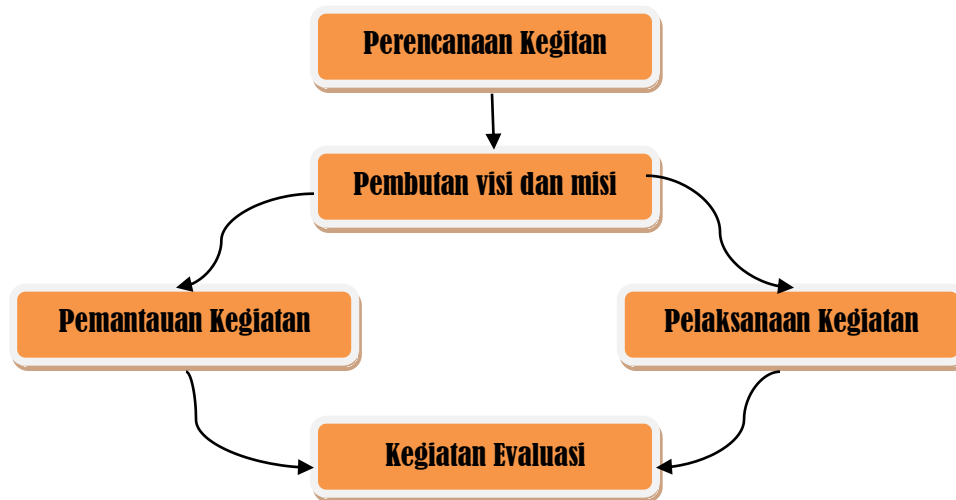 Perencanaan Kegitan
Pembutan visi dan misi
Pemantauan Kegiatan
Pelaksanaan Kegiatan
Kegiatan Evaluasi